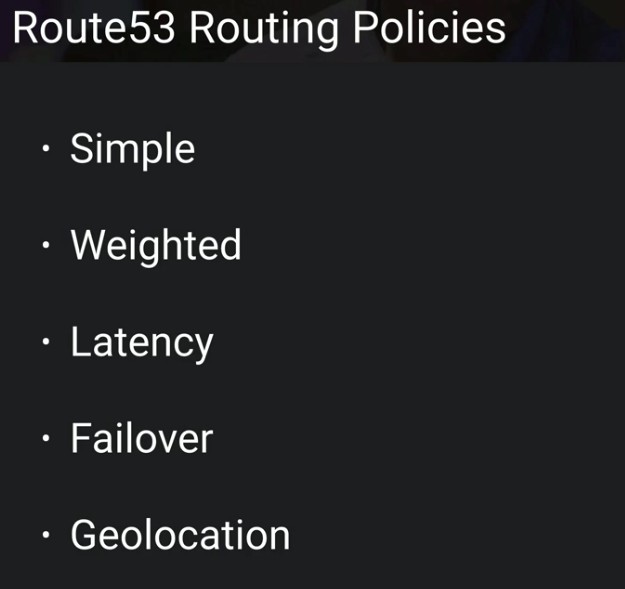 Route53 Routing Policies
• Simple
• Weighted
• Latency
• Failover
• Geolocation